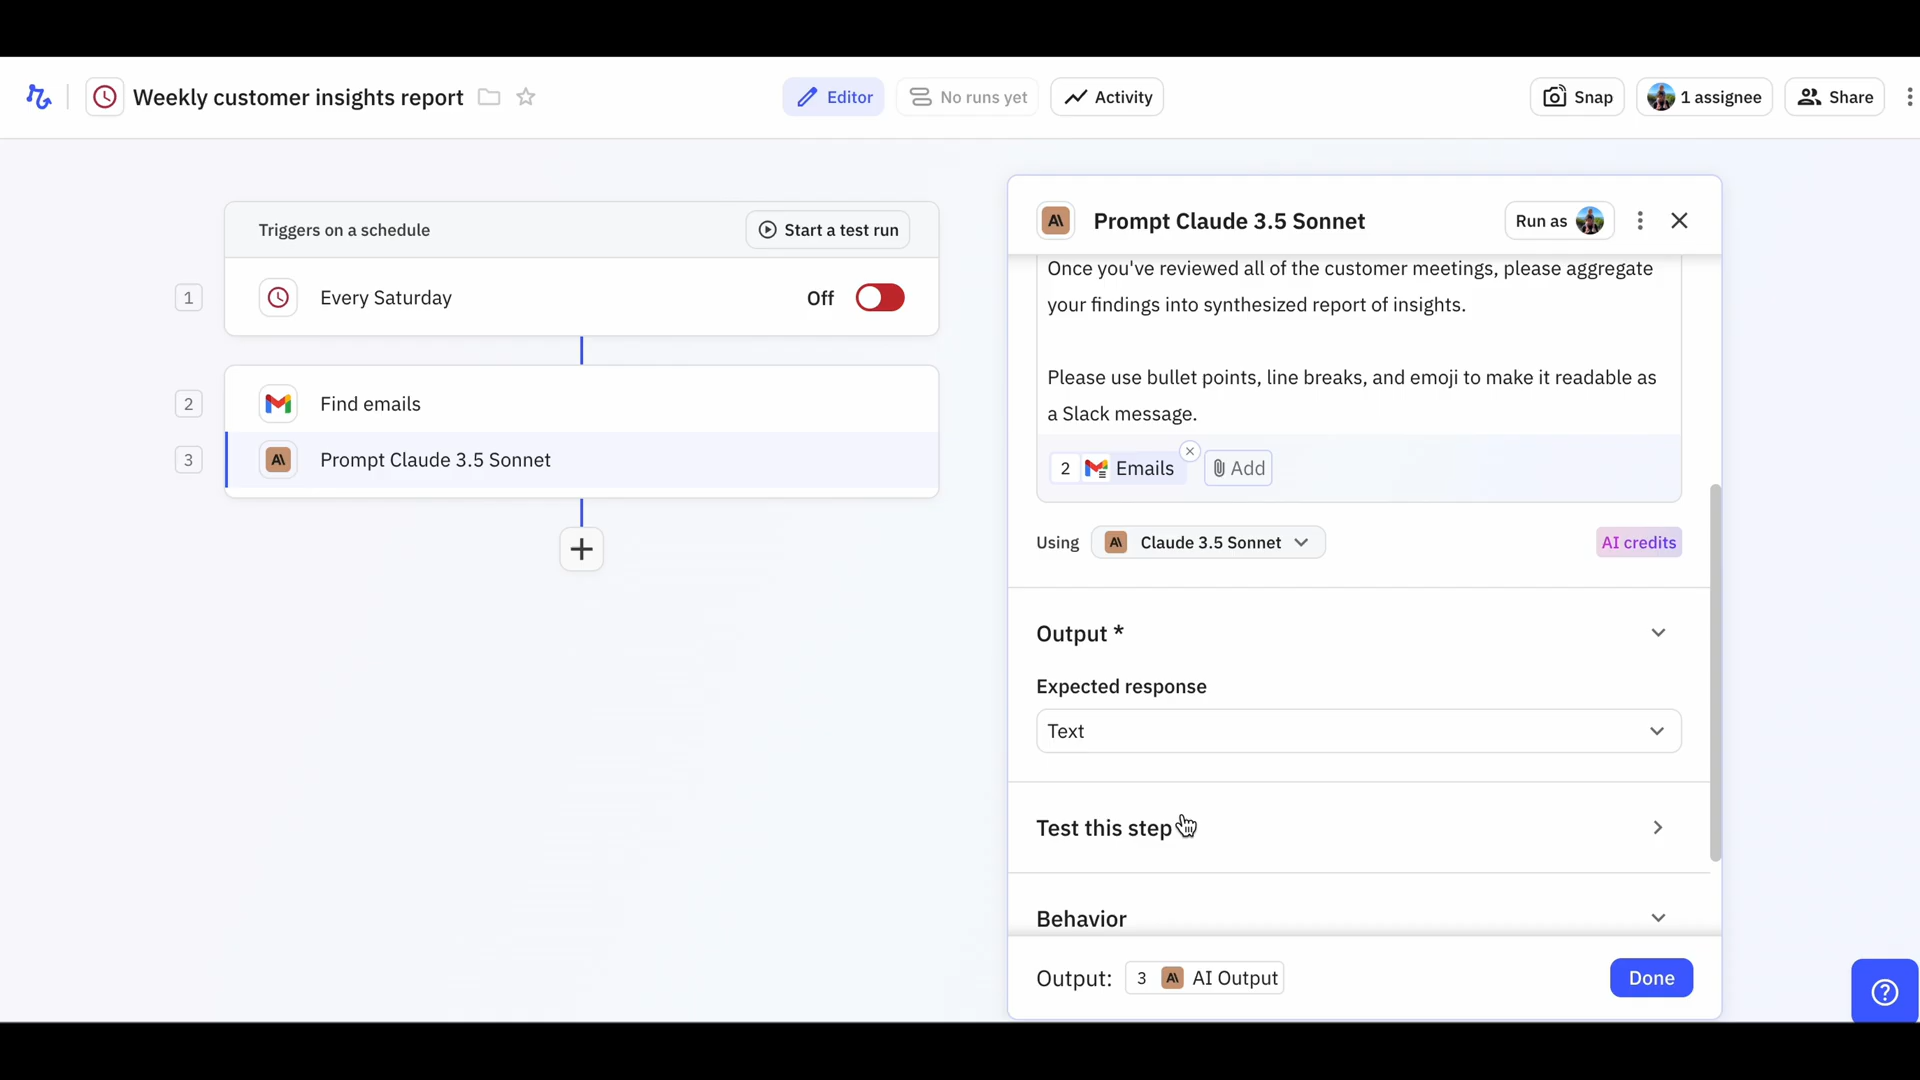 Weekly customer insights report
Editor
No runs yet
Activity
Snap
1 assignee
Share
Triggers on a schedule
Start a test run
1
Every Saturday
Off
2
Find emails
3
Prompt Claude 3.5 Sonnet
Prompt Claude 3.5 Sonnet
Run as
Once you've reviewed all of the customer meetings, please aggregate
your findings into synthesized report of insights.
Please use bullet points, line breaks, and emoji to make it readable as
a Slack message.
2 Emails
Add
Using
Claude 3.5 Sonnet
AI credits
Output *
Expected response
Text
Test this step
Behavior
Output:
3 AI Output
Done